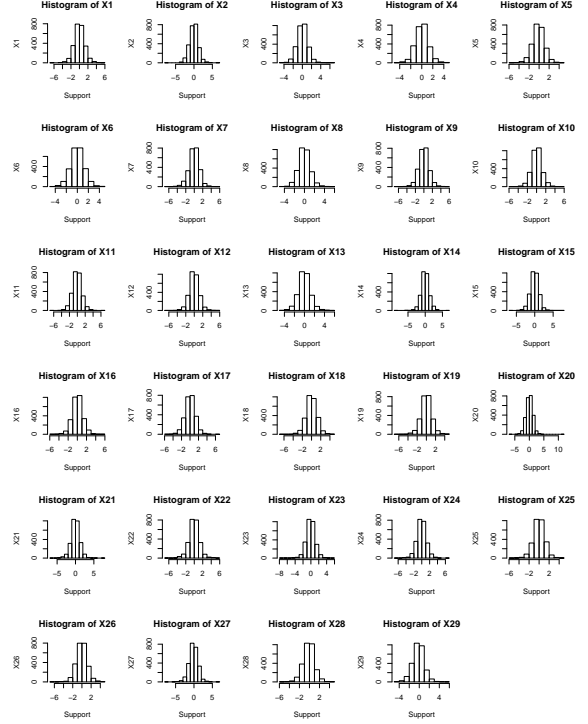 Histogram of X1 Histogram of X2 Histogram of X3 Histogram of X4 Histogram of X5
X1 0 400 800 X2 0 400 X3 0 400 800 X4 0 400 X5 0 400
−6 −2 2 6 −5 0 5 −4 0 4 −4 0 2 4 −6 −2 2 6
Support Support Support Support Support
Histogram of X6 Histogram of X7 Histogram of X8 Histogram of X9 Histogram of X10
X6 0 400 X7 0 400 800 X8 0 400 X9 0 400 800 X10 0 400
−4 0 2 4 −6 −2 2 6 −4 0 4 −6 −2 2 6 −6 −2 2 6
Support Support Support Support Support
Histogram of X11 Histogram of X12 Histogram of X13 Histogram of X14 Histogram of X15
X11 0 400 800 X12 0 400 X13 0 400 X14 0 400 X15 0 400
−6 −2 2 6 −6 −2 2 6 −4 0 4 −5 0 5 −5 0 5
Support Support Support Support Support
Histogram of X16 Histogram of X17 Histogram of X18 Histogram of X19 Histogram of X20
X16 0 400 X17 0 400 800 X18 0 400 X19 0 400 X20 0 400
−6 −2 2 6 −6 −2 2 6 −6 −2 2 −6 −2 2 −5 0 5 10
Support Support Support Support Support
Histogram of X21 Histogram of X22 Histogram of X23 Histogram of X24 Histogram of X25
X21 0 400 800 X22 0 400 800 X23 0 400 X24 0 400 800 X25 0 400
−5 0 5 −6 −2 2 6 −8 −4 0 4 −6 −2 2 6 −6 −2 2 6
Support Support Support Support Support
Histogram of X26 Histogram of X27 Histogram of X28 Histogram of X29
X26 0 400 800 X27 0 400 X28 0 400 X29 0 400
−6 −2 2 −5 0 5 −6 −2 2 −4 0 4
Support Support Support Support